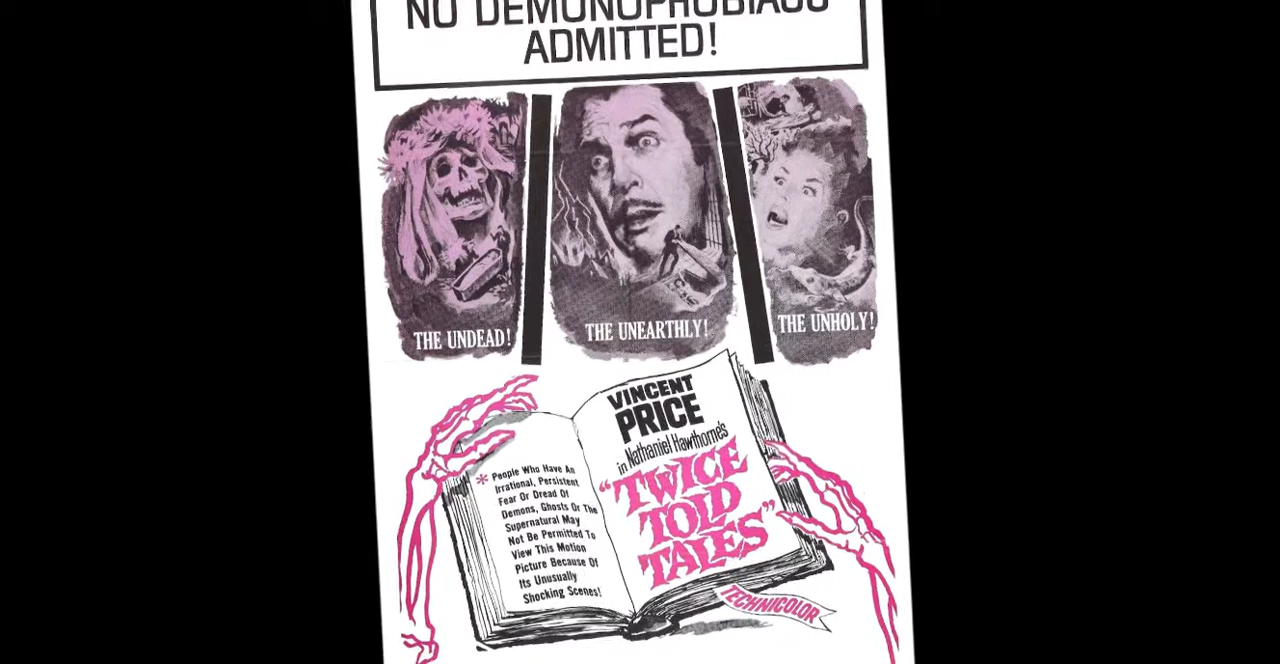 NO DEMONOPHOBIACS
ADMITTED!
THE UNDEAD!
THE UNEARTHLY!
THE UNHOLY!
VINCENT
PRICE
in Nathaniel Hawthorne's
"TWICE
TOLD
TALES"
* People Who Have An
Irrational, Persistent
Fear Or Dread Of
Demons, Ghosts Or The
Supernatural May
Not Be Permitted To
View This Motion
Picture Because Of
Its Unusually
Shocking Scenes!
TECHNICOLOR